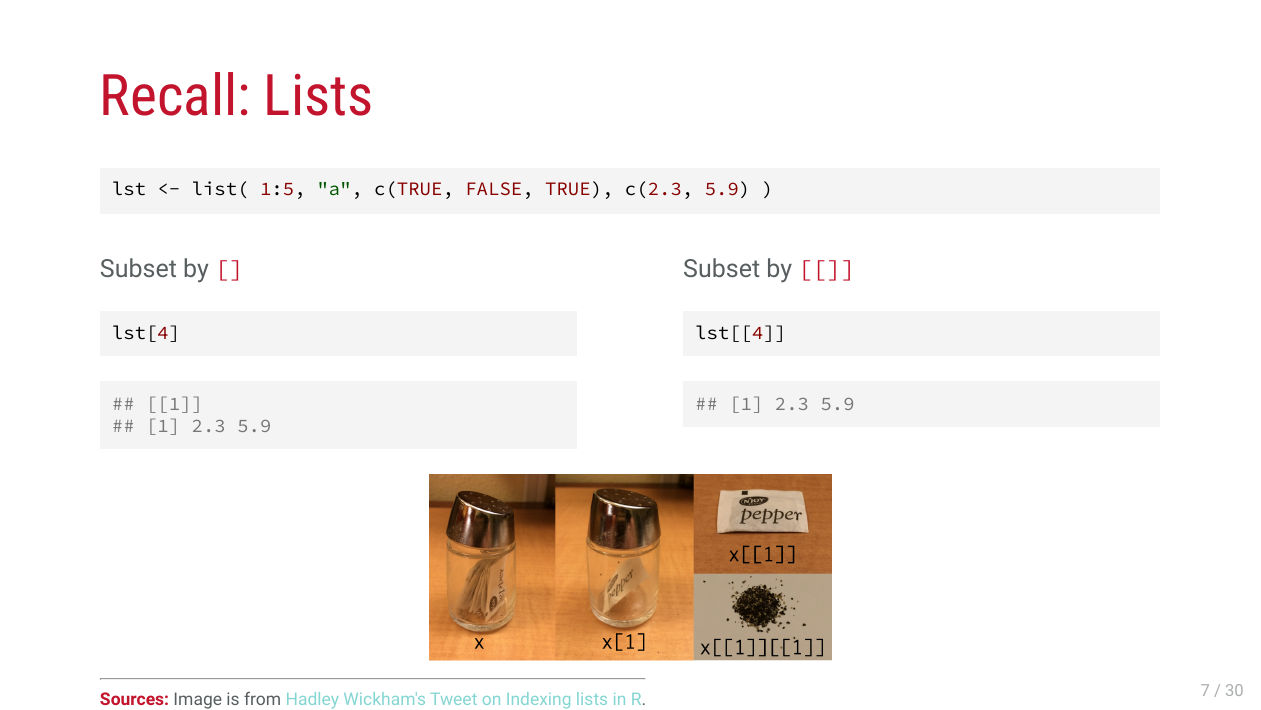 Recall: Lists
lst <- list( 1:5, "a", c(TRUE, FALSE, TRUE), c(2.3, 5.9) )
Subset by []
lst[4]
## [[1]]
## [1] 2.3 5.9
Subset by [[]]
lst[[4]]
## [1] 2.3 5.9
x
pepper
x[1]
NJOY
pepper
x[[1]]
x[[1]][[1]]
Sources: Image is from Hadley Wickham's Tweet on Indexing lists in R.
7 / 30